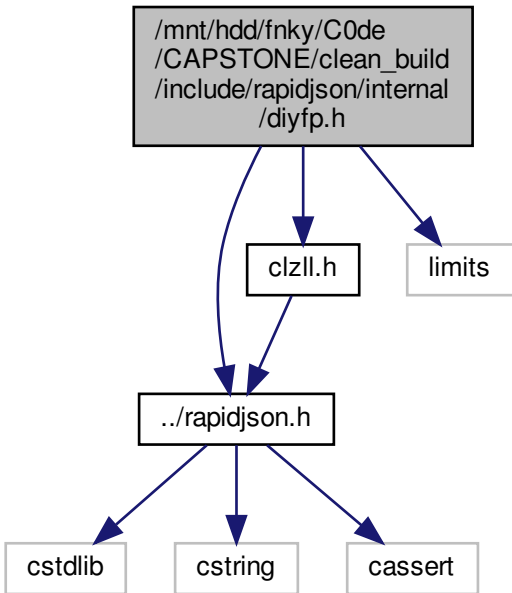 /mnt/hdd/fnky/C0de
/CAPSTONE/clean_build
/include/rapidjson/internal
/diyfp.h
clzll.h
limits
../rapidjson.h
cstdlib
cstring
cassert